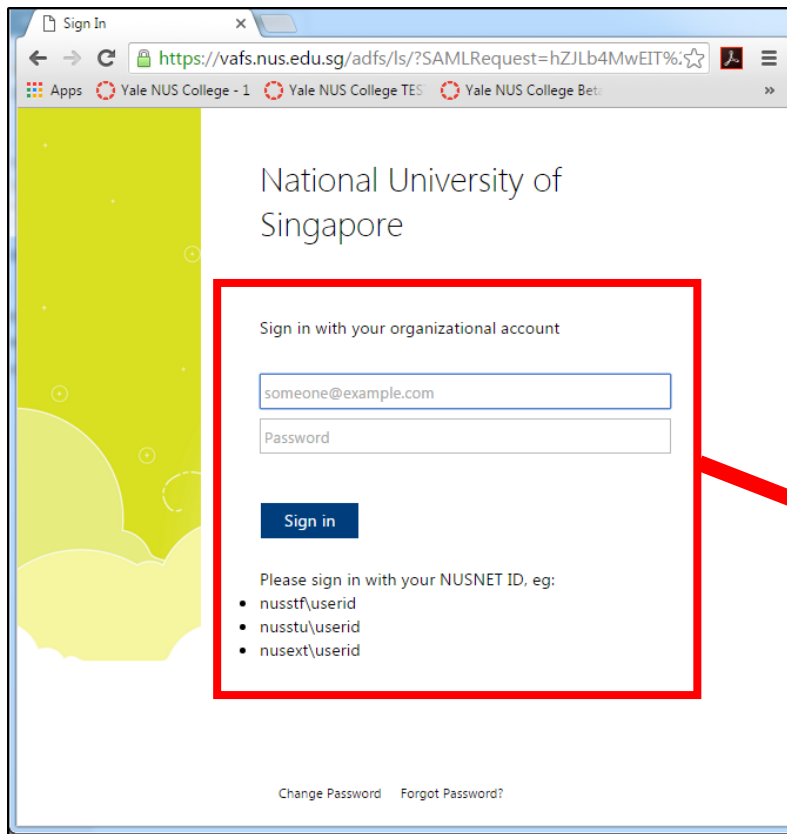 Sign In
https://vafs.nus.edu.sg/adfs/ls/?SAMLRequest=hZJLb4MwEIT%
Apps Yale NUS College - 1 Yale NUS College TES Yale NUS College Beta
National University of
Singapore
Sign in with your organizational account
someone@example.com
Password
Sign in
Please sign in with your NUSNET ID, eg:
• nusstf\userid
• nusstu\userid
• nusext\userid
Change Password Forgot Password?